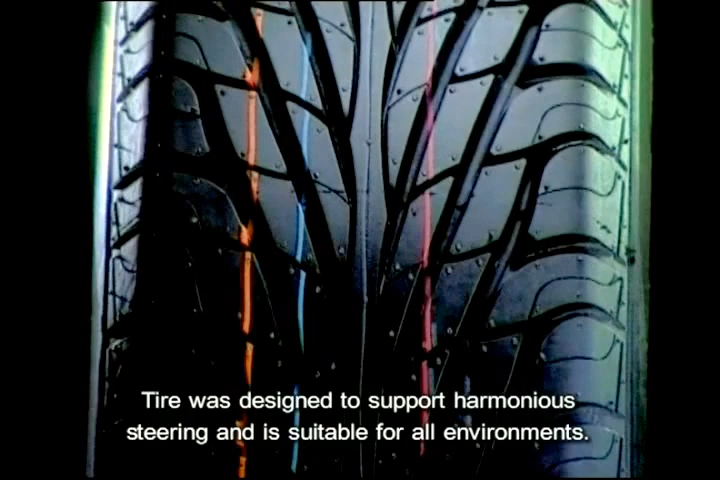 Tire was designed to support harmonious
steering and is suitable for all environments.